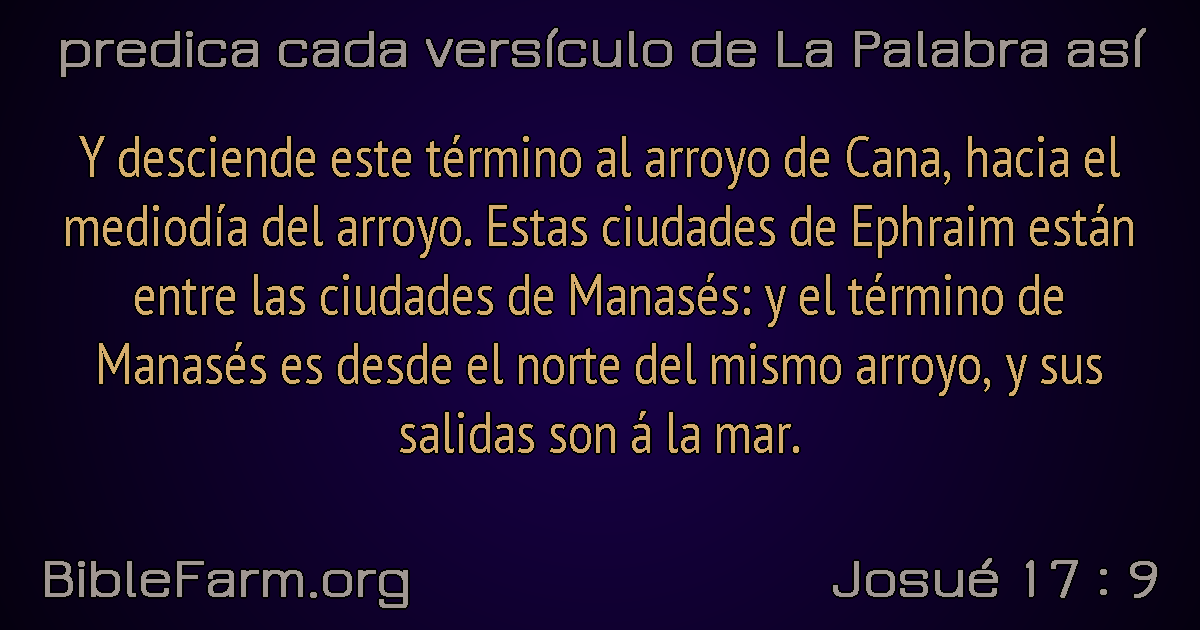 predica cada versículo de La Palabra así
Y desciende este término al arroyo de Cana, hacia el
mediodía del arroyo. Estas ciudades de Ephraim están
entre las ciudades de Manasés: y el término de
Manasés es desde el norte del mismo arroyo, y sus
salidas son á la mar.
BibleFarm.org
Josué 17 : 9